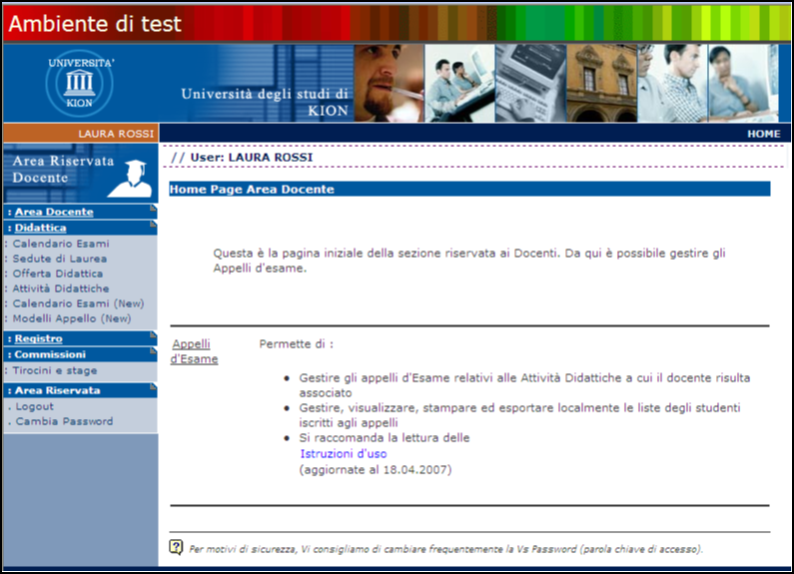 Ambiente di test
UNIVERSITA'
KION
Università degli studi di
KION
LAURA ROSSI
HOME
Area Riservata
Docente
// User: LAURA ROSSI
Home Page Area Docente
: Area Docente
: Didattica
: Calendario Esami
: Sedute di Laurea
: Offerta Didattica
: Attività Didattiche
: Calendario Esami (New)
: Modelli Appello (New)
: Registro
: Commissioni
: Tirocini e stage
: Area Riservata
. Logout
. Cambia Password
Questa è la pagina iniziale della sezione riservata ai Docenti. Da qui è possibile gestire gli
Appelli d'esame.
Appelli
d'Esame
Permette di :
• Gestire gli appelli d'Esame relativi alle Attività Didattiche a cui il docente risulta
associato
• Gestire, visualizzare, stampare ed esportare localmente le liste degli studenti
iscritti agli appelli
• Si raccomanda la lettura delle
Istruzioni d'uso
(aggiornate al 18.04.2007)
? Per motivi di sicurezza, Vi consigliamo di cambiare frequentemente la Vs Password (parola chiave di accesso).